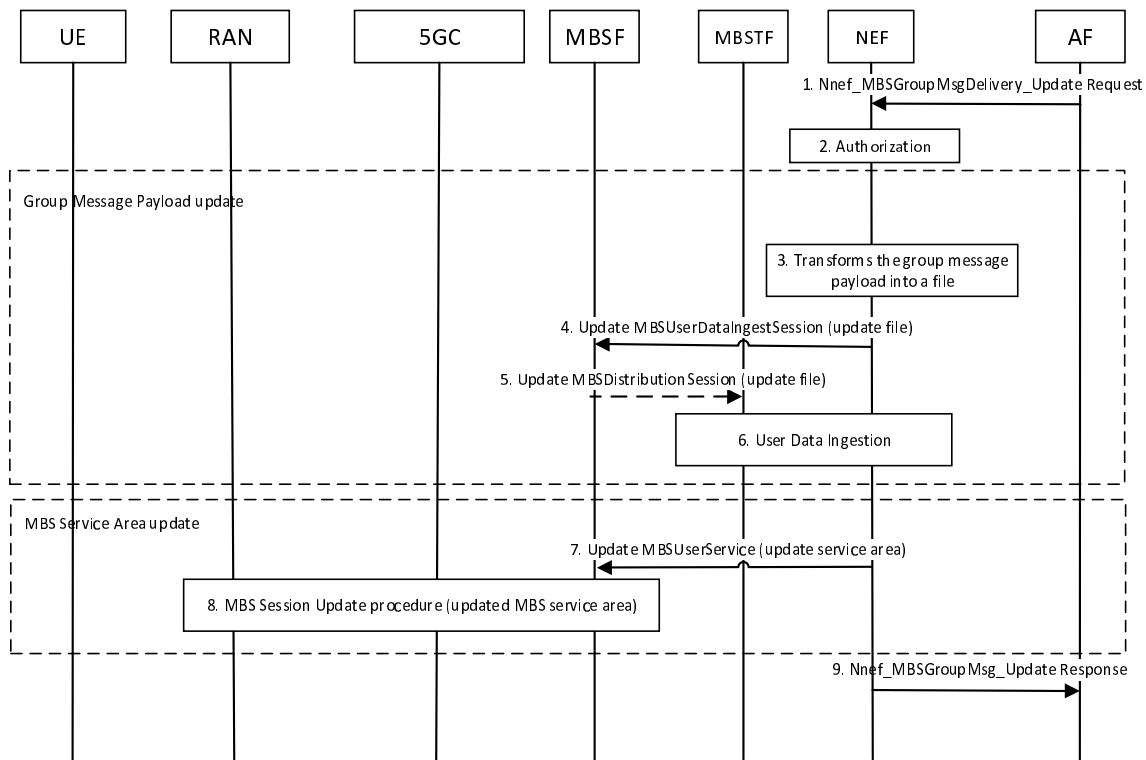 UE RAN 5GC MBSF MBSTF NEF AF
1. Nnef_MBSGroupMsgDelivery_Update Request
2. Authorization
Group Message Payload update
3. Transforms the group message
payload into a file
4. Update MBSUserDataIngestSession (update file)
5. Update MBSDistributionSession (update file)
6. User Data Ingestion
MBS Service Area update
7. Update MBSUserService (update service area)
8. MBS Session Update procedure (updated MBS service area)
9. Nnef_MBSGroupMsg_Update Response